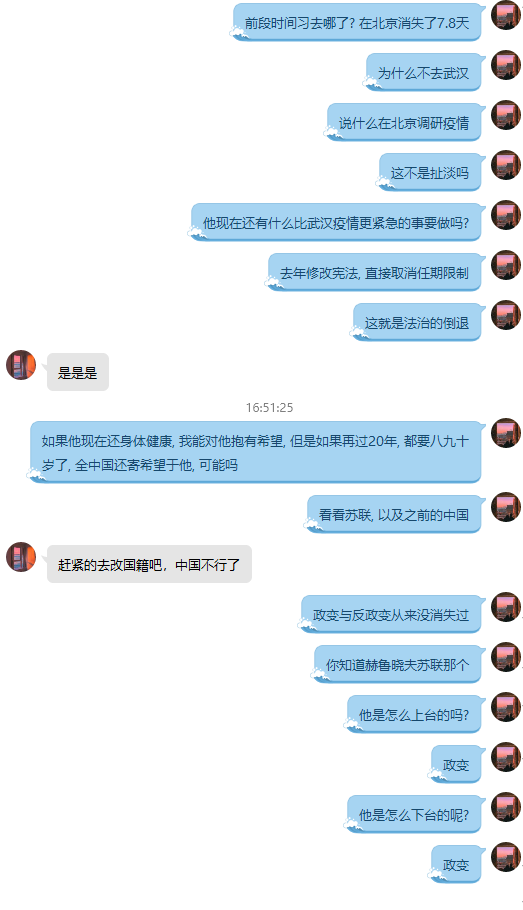 前段时间习去哪了? 在北京消失了7.8天
为什么不去武汉
说什么在北京调研疫情
这不是扯淡吗
他现在还有什么比武汉疫情更紧急的事要做吗?
去年修改宪法, 直接取消任期限制
这就是法治的倒退
是是是
16:51:25
如果他现在还身体健康, 我能对他抱有希望, 但是如果再过20年, 都要八九十
岁了, 全中国还寄希望于他, 可能吗
看看苏联, 以及之前的中国
赶紧的去改国籍吧，中国不行了
政变与反政变从来没消失过
你知道赫鲁晓夫苏联那个
他是怎么上台的吗?
政变
他是怎么下台的呢?
政变